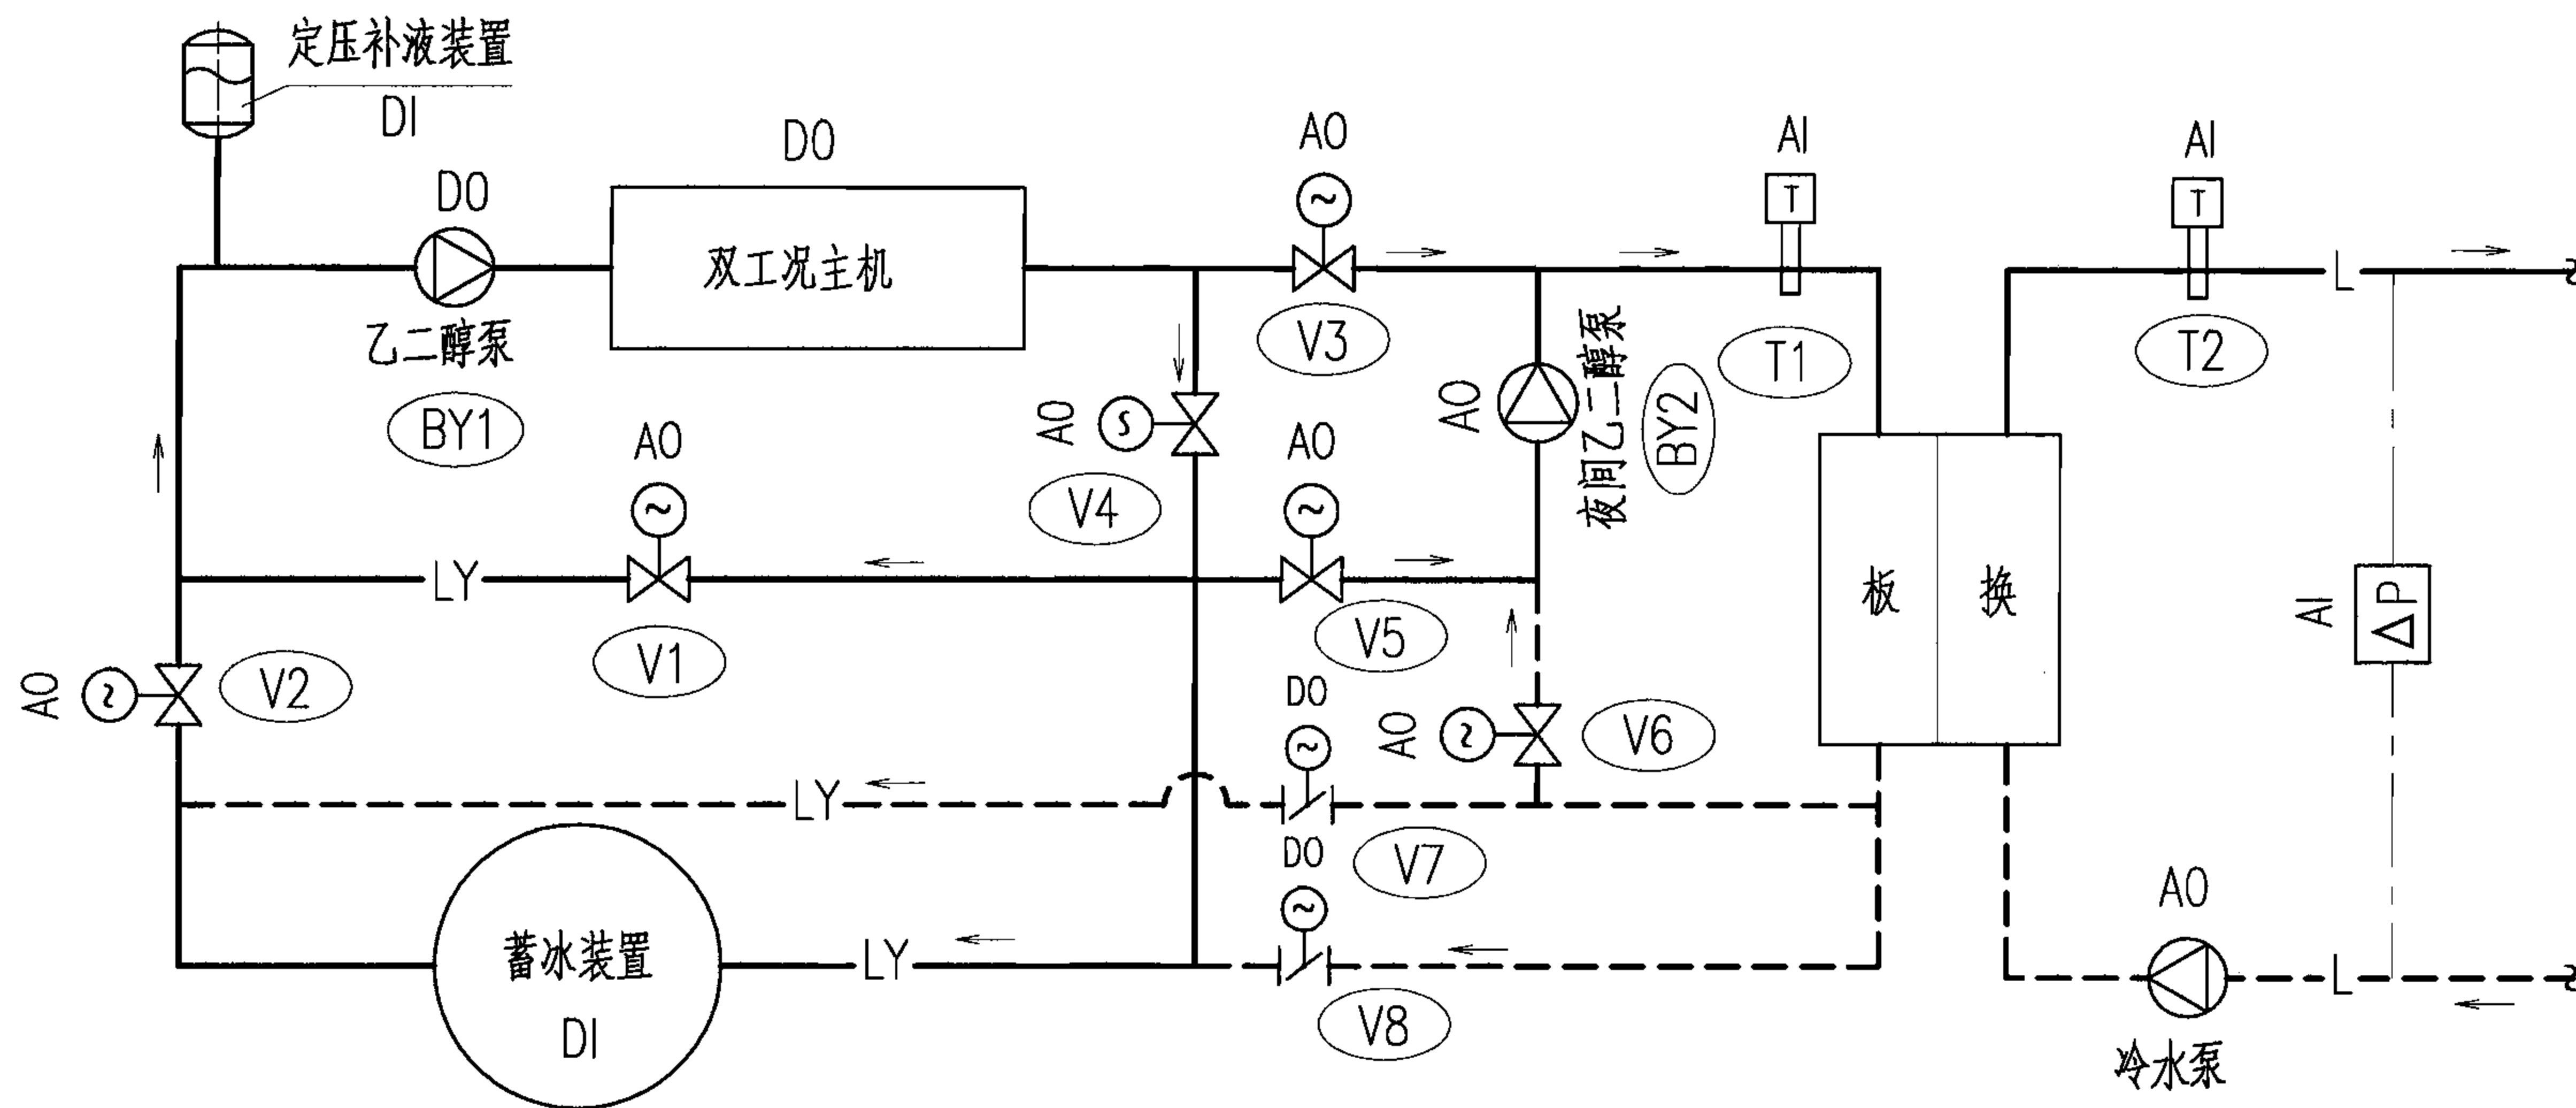 定压补液装置
DI
DO
DO
AO
AI
AI
T
T
双工况主机
L
乙二醇泵
BY1
V3
夜间乙二醇泵
BY2
T1
T2
AO
AO
V4
AO
AO
LY
V1
V5
板 换
AI
ΔP
AO
V2
DO
AO
V6
LY
DO
V7
蓄冰装置
DI
LY
V8
AO
L
冷水泵